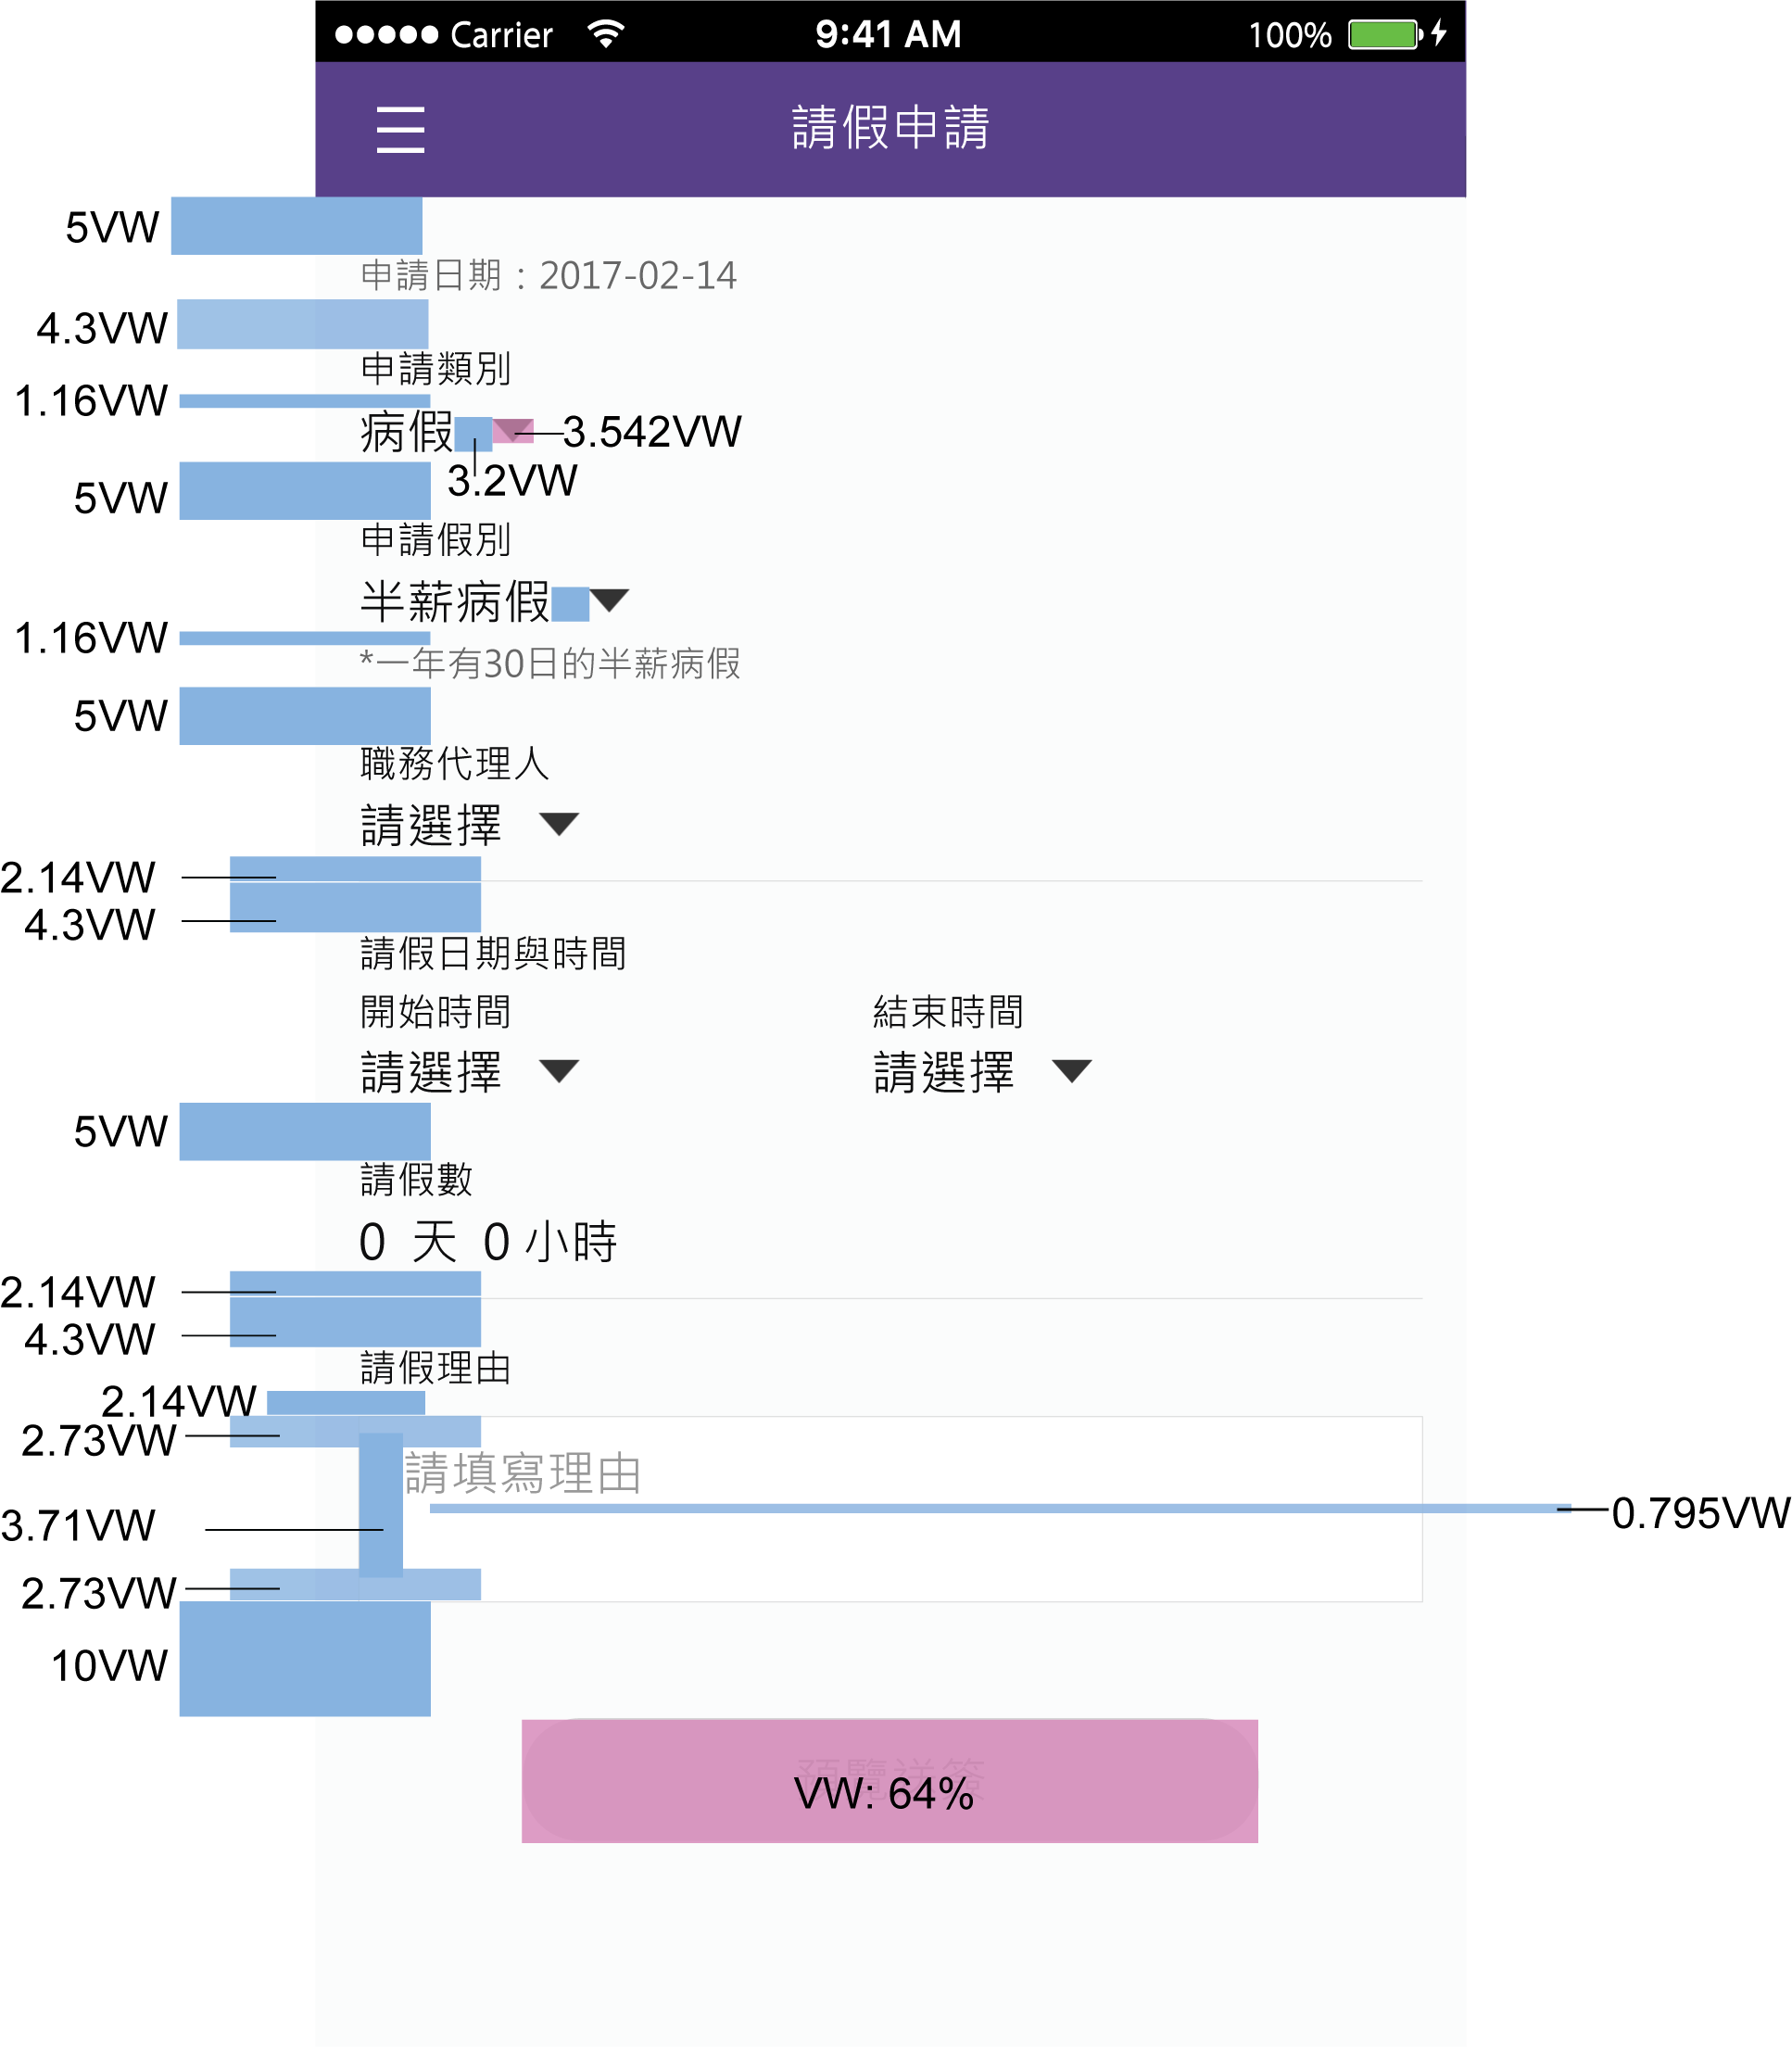 Carrier 9:41 AM 100%
請假申請
5VW
申請日期：2017-02-14
4.3VW
申請類別
1.16VW
病假 3.542VW
3.2VW
5VW
申請假別
半薪病假
1.16VW
*一年有30日的半薪病假
5VW
職務代理人
請選擇
2.14VW
4.3VW
請假日期與時間
開始時間 結束時間
請選擇 請選擇
5VW
請假數
0 天 0 小時
2.14VW
4.3VW
請假理由
2.14VW
2.73VW
請填寫理由
3.71VW 0.795VW
2.73VW
10VW
預覽送簽
VW: 64%